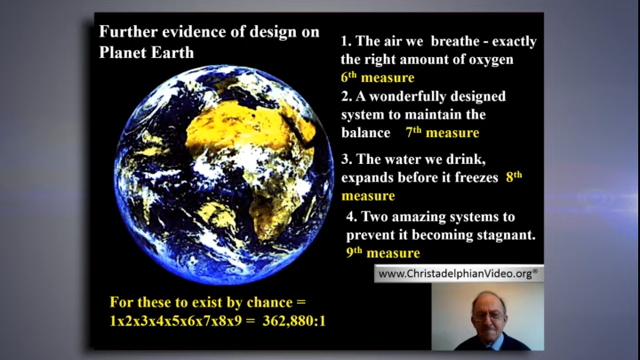 Further evidence of design on
Planet Earth
1. The air we breathe - exactly
the right amount of oxygen
6th measure
2. A wonderfully designed
system to maintain the
balance 7th measure
3. The water we drink,
expands before it freezes 8th
measure
4. Two amazing systems to
prevent it becoming stagnant.
9th measure
www.ChristadelphianVideo.org®
For these to exist by chance =
1x2x3x4x5x6x7x8x9 = 362,880:1